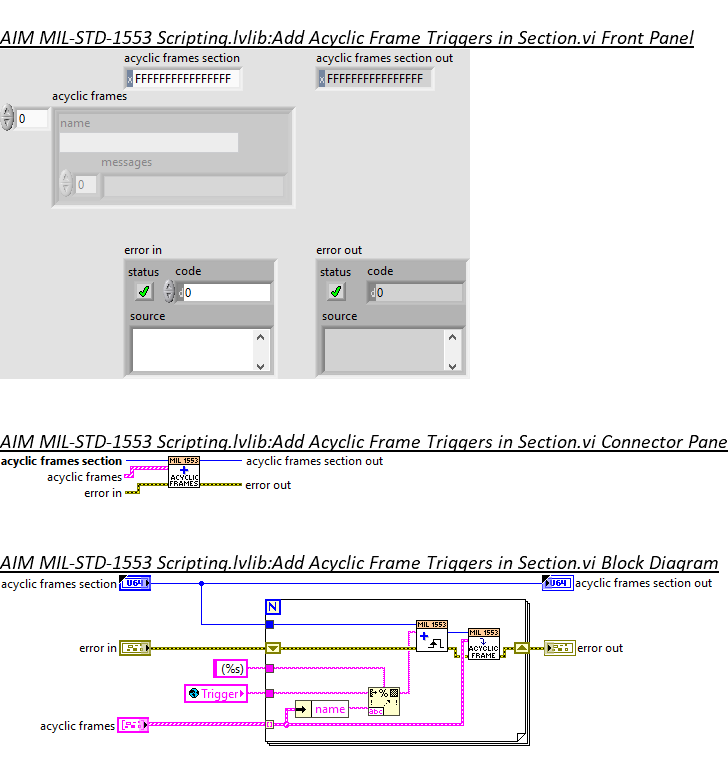 AIM MIL-STD-1553 Scripting.lvlib:Add Acyclic Frame Triggers in Section.vi Front Panel
acyclic frames section
acyclic frames section out
x FFFFFFFFFFFFFFFF
x FFFFFFFFFFFFFFFF
acyclic frames
0
name
messages
0
error in
error out
status code
status code
d 0
d 0
source
source
AIM MIL-STD-1553 Scripting.lvlib:Add Acyclic Frame Triggers in Section.vi Connector Pane
acyclic frames section
MIL 1553
acyclic frames section out
acyclic frames
ACYCLIC
FRAMES
error in
error out
AIM MIL-STD-1553 Scripting.lvlib:Add Acyclic Frame Triggers in Section.vi Block Diagram
acyclic frames section
U64
U64
acyclic frames section out
N
MIL 1553
MIL 1553
ACYCLIC
FRAME
error in
error out
(%s)
Trigger
%
abc
name
acyclic frames